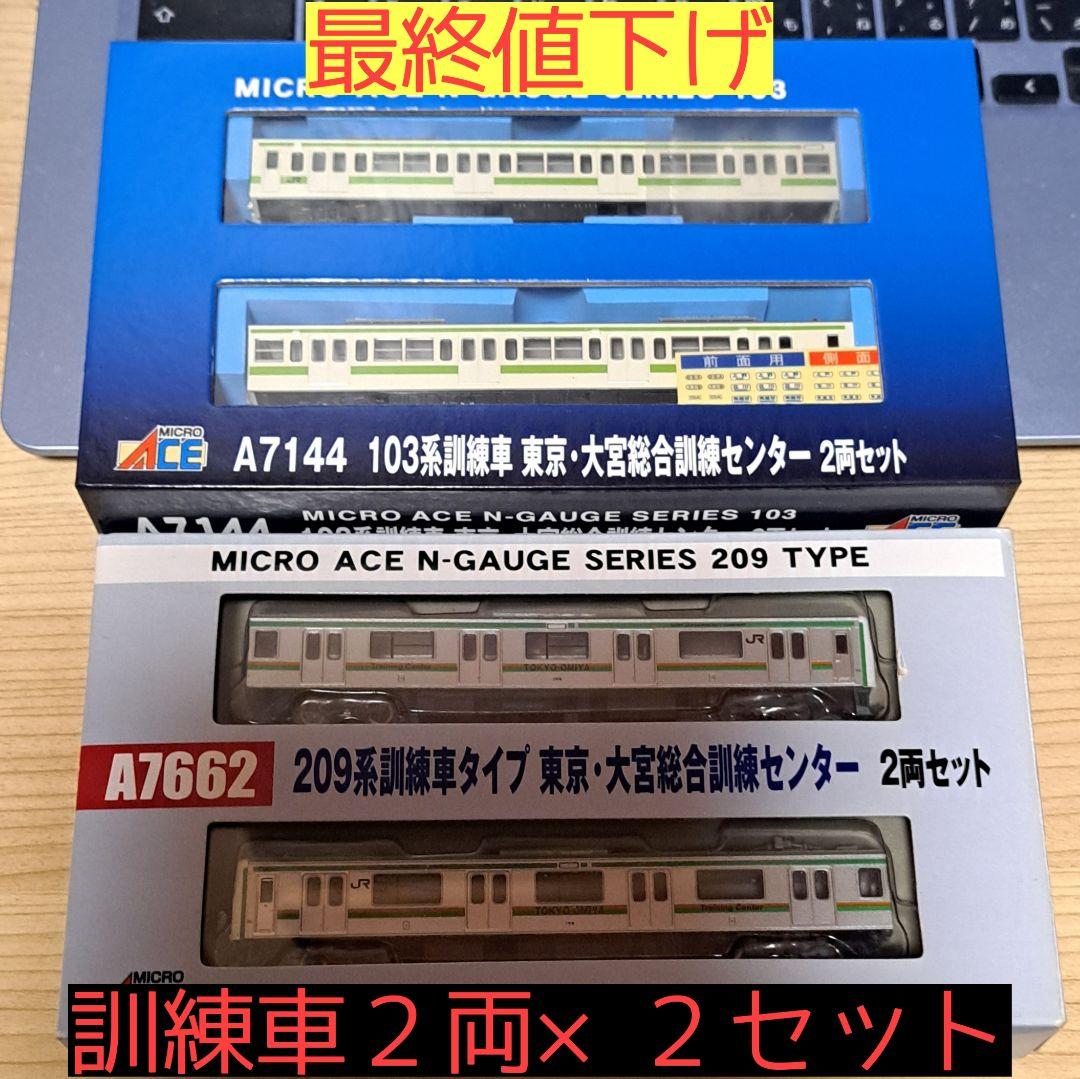 最終値下げ
MICRO ACE N-GAUGE SERIES 103
JR
前面用 側面
MICRO ACE
A7144 103系訓練車 東京・大宮総合訓練センター 2両セット
MICRO ACE N-GAUGE SERIES 103
A7144
MICRO
MICRO ACE N-GAUGE SERIES 209 TYPE
JR
Training Center TOKYO-OMIYA
A7662 209系訓練車タイプ 東京・大宮総合訓練センター 2両セット
JR
TOKYO-OMIYA Training Center
MICRO
訓練車2両×2セット